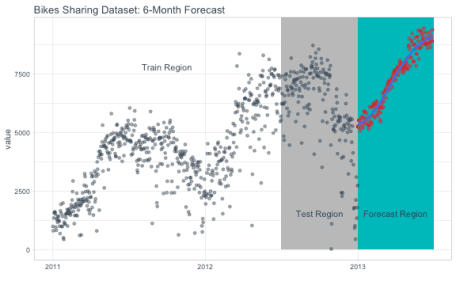 Bikes Sharing Dataset: 6-Month Forecast
Train Region
7500
value
5000
2500
Test Region
Forecast Region
0
2011
2012
2013